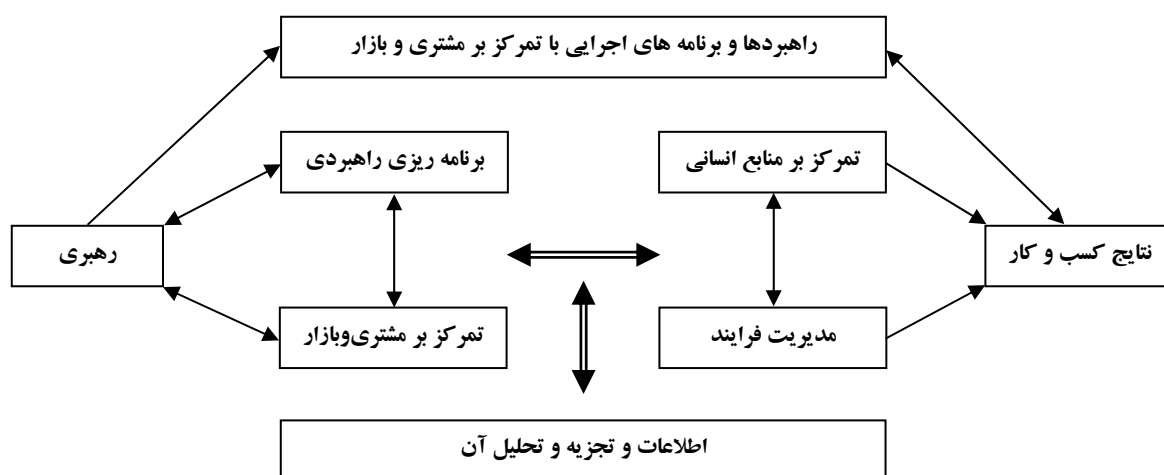 راهبردها و برنامه های اجرایی با تمرکز بر مشتری و بازار
تمرکز بر منابع انسانی
برنامه ریزی راهبردی
نتایج کسب و کار
رهبری
مدیریت فرایند
تمرکز بر مشتری‌وبازار
اطلاعات و تجزیه و تحلیل آن